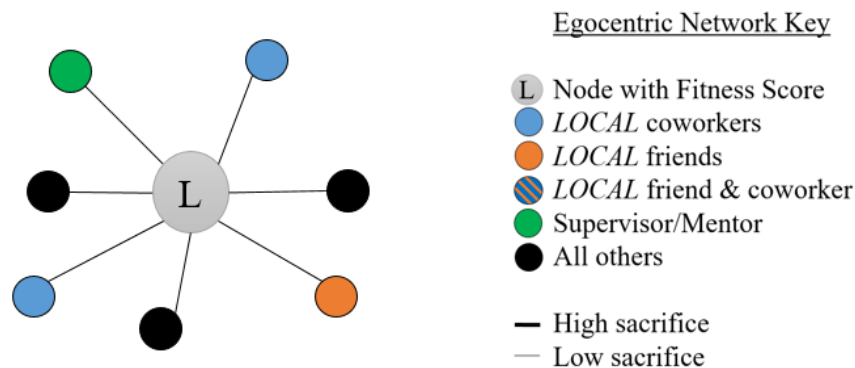 Egocentric Network Key
L
L Node with Fitness Score
LOCAL coworkers
LOCAL friends
LOCAL friend & coworker
Supervisor/Mentor
All others
High sacrifice
Low sacrifice